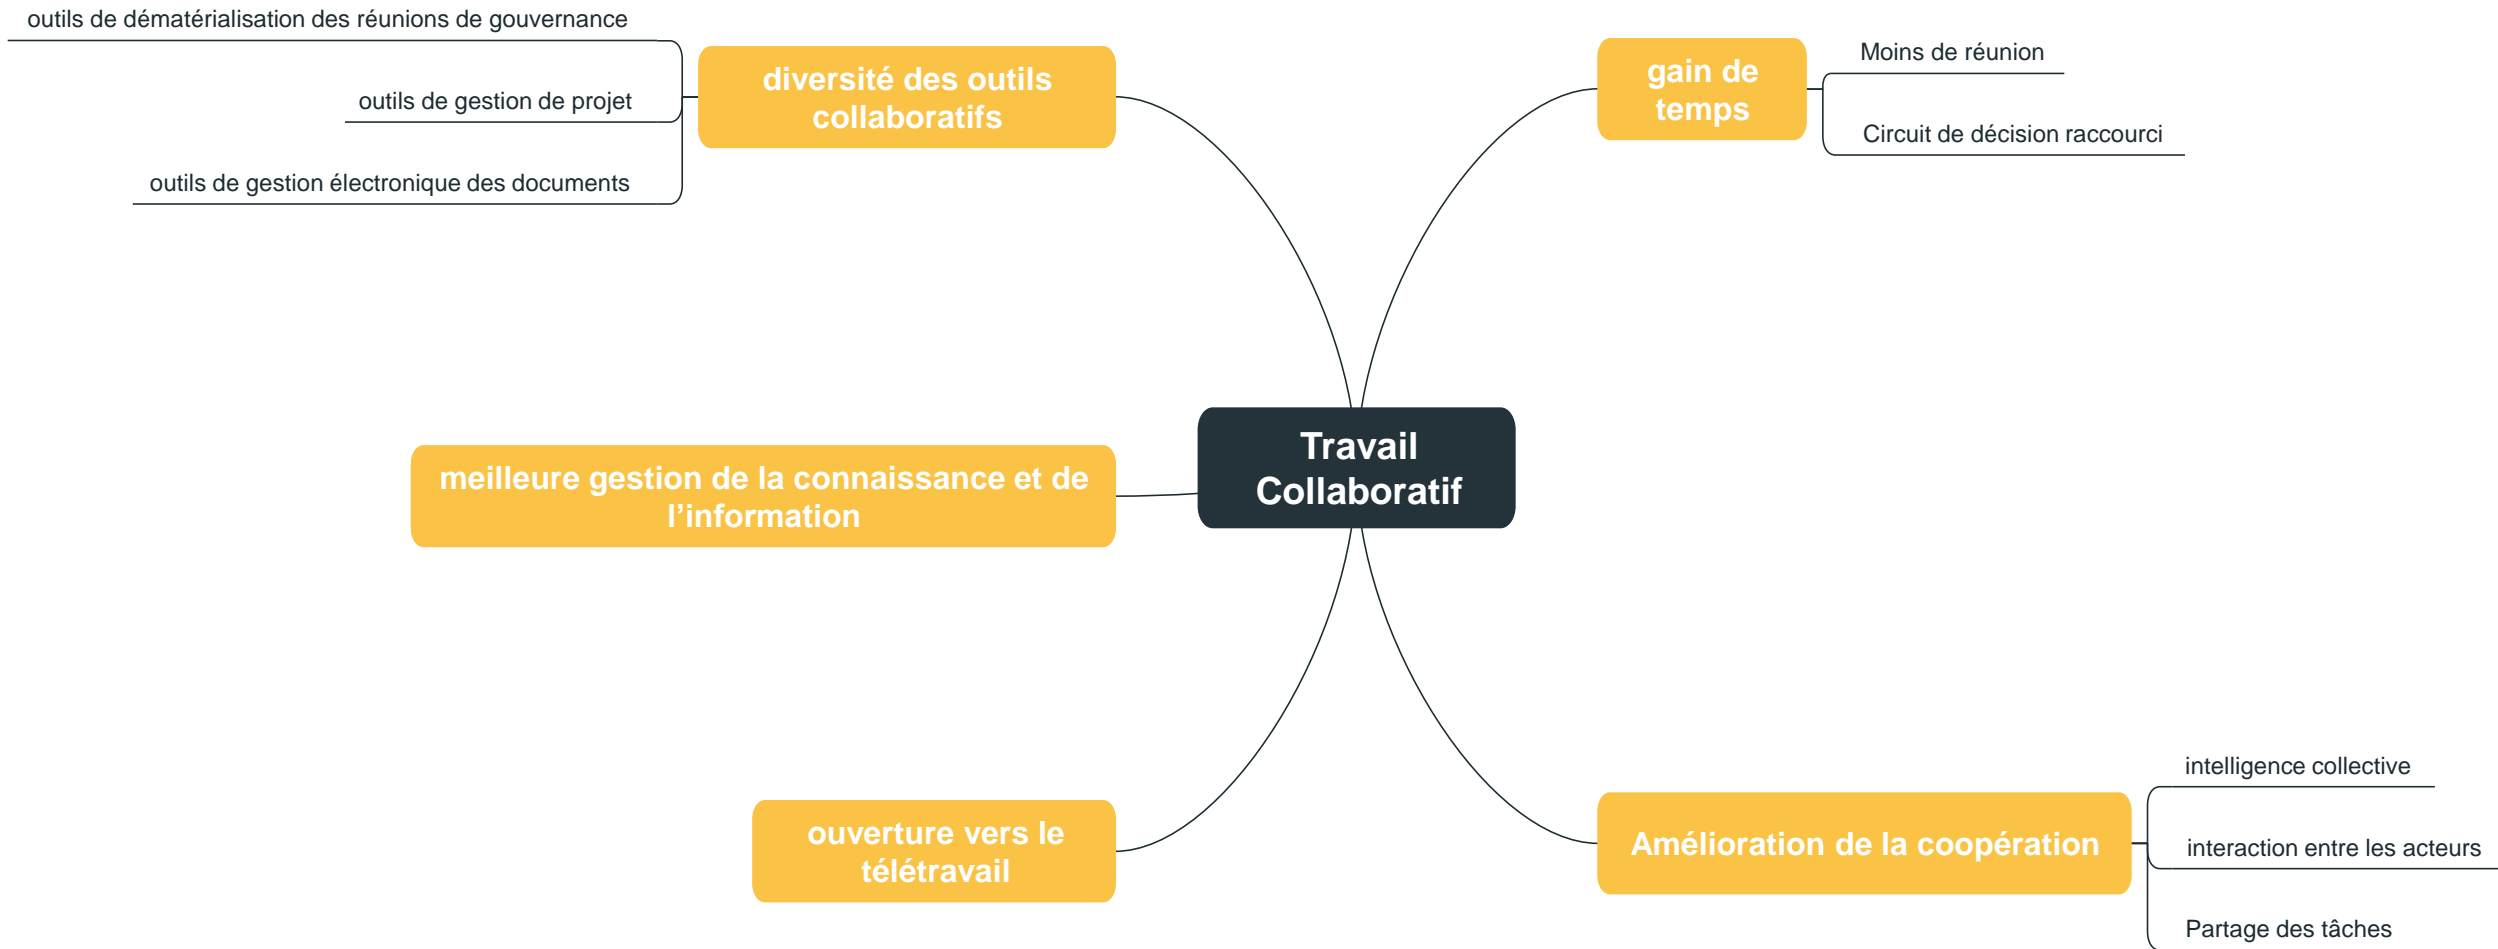 outils de dématérialisation des réunions de gouvernance
outils de gestion de projet
outils de gestion électronique des documents
diversité des outils
collaboratifs
gain de
temps
Moins de réunion
Circuit de décision raccourci
meilleure gestion de la connaissance et de
l’information
Travail
Collaboratif
ouverture vers le
télétravail
Amélioration de la coopération
intelligence collective
interaction entre les acteurs
Partage des tâches